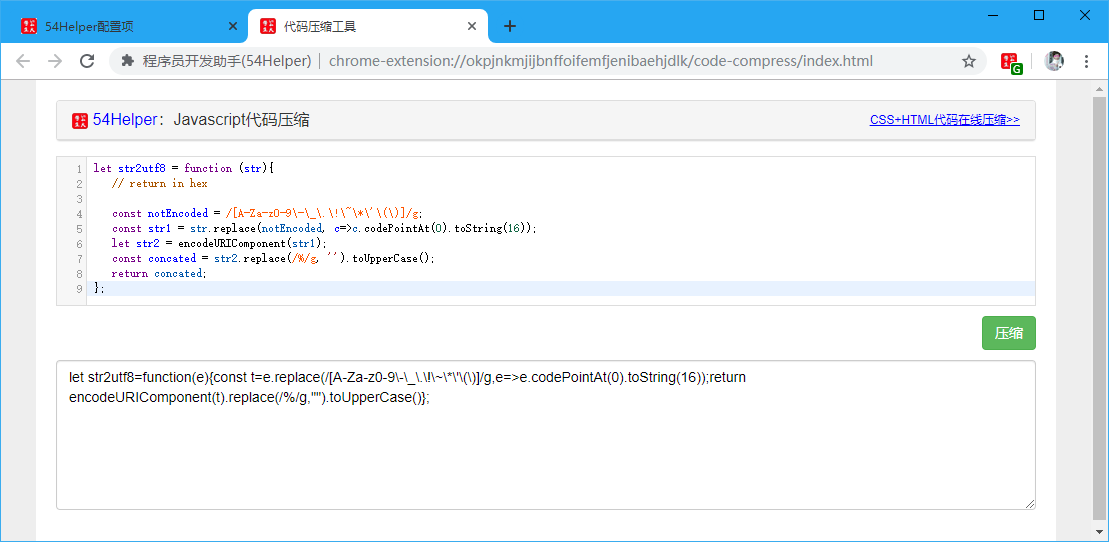 54Helper配置项
代码压缩工具
程序员开发助手(54Helper) | chrome-extension://okpjnkmjijbnffoifemfjenibaehjdlk/code-compress/index.html
G
54Helper：Javascript代码压缩
CSS+HTML代码在线压缩>>
1 let str2utf8 = function (str){
2 // return in hex
3
4 const notEncoded = /[A-Za-z0-9\-\_\.\!\~\*\'\(\)]/g;
5 const str1 = str.replace(notEncoded, c=>c.codePointAt(0).toString(16));
6 let str2 = encodeURIComponent(str1);
7 const concated = str2.replace(/%/g, '').toUpperCase();
8 return concated;
9 };
压缩
let str2utf8=function(e){const t=e.replace(/[A-Za-z0-9\-\_\.\!\~\*\'\(\)]/g,e=>e.codePointAt(0).toString(16));return
encodeURIComponent(t).replace(/%/g,"").toUpperCase()};